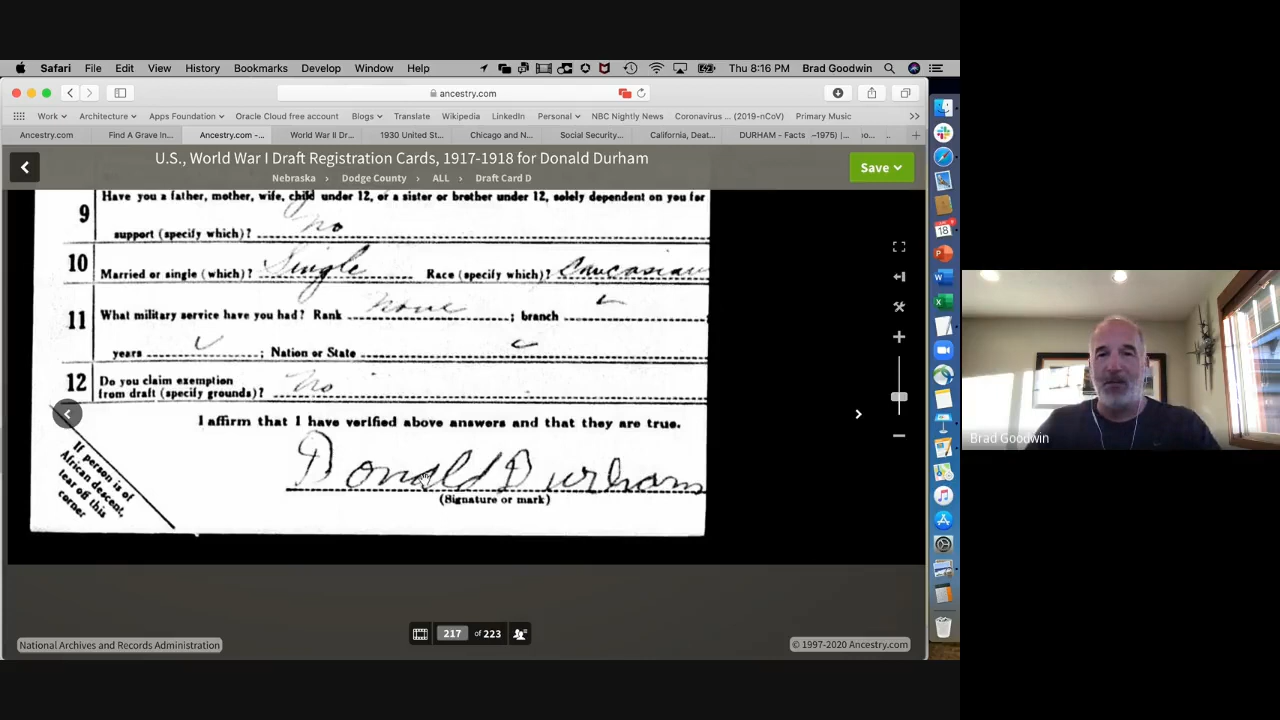 Safari File Edit View History Bookmarks Develop Window Help Thu 8:16 PM Brad Goodwin
ancestry.com
Work Architecture Apps Foundation Oracle Cloud free account Blogs Translate Wikipedia LinkedIn Personal NBC Nightly News Coronavirus ... (2019-nCoV) Primary Music
Ancestry.com Find A Grave In... Ancestry.com -... World War II Dr... 1930 United St... Chicago and N... Social Security... California, Deat... DURHAM - Facts –1975) |...
U.S., World War I Draft Registration Cards, 1917-1918 for Donald Durham
Save
Nebraska › Dodge County › ALL › Draft Card D
9 Have you a father, mother, wife, child under 12, or a sister or brother under 12, solely dependent on you for
support (specify which)? no
10 Married or single (which)? Single Race (specify which)? Caucasian
11 What military service have you had? Rank none ; branch
years ; Nation or State
12 Do you claim exemption
from draft (specify grounds)? No
I affirm that I have verified above answers and that they are true.
Donald Durham
(Signature or mark)
If person is of
African descent,
tear off this
corner
Brad Goodwin
217 of 223
National Archives and Records Administration
© 1997-2020 Ancestry.com